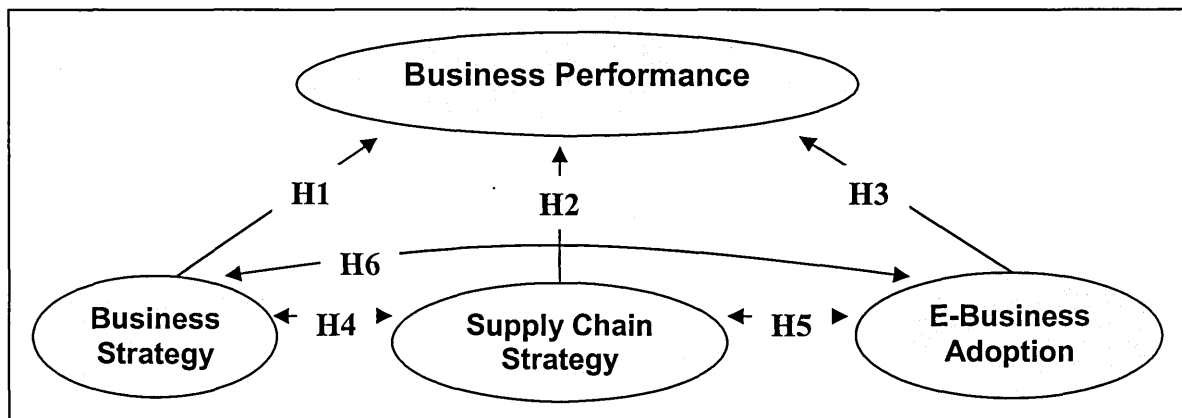 Business Performance
H1
H2
H3
H6
Business
Strategy
H4
Supply Chain
Strategy
H5
E-Business
Adoption